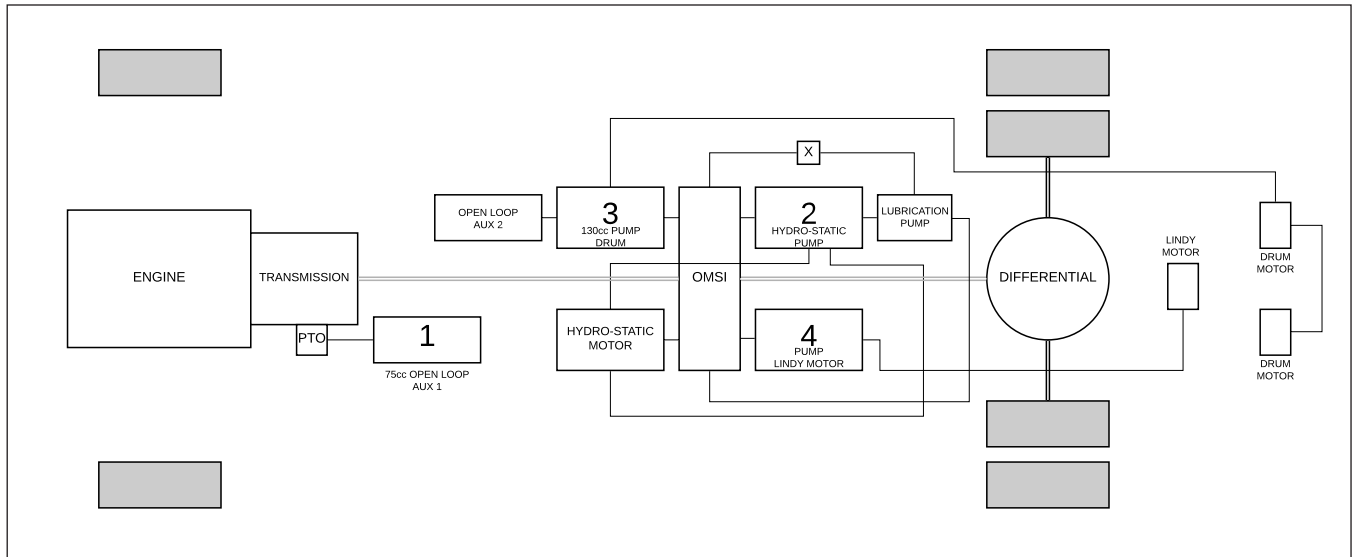 X
3
130cc PUMP
DRUM
OPEN LOOP
AUX 2
2
HYDRO-STATIC
PUMP
LUBRICATION
PUMP
LINDY
MOTOR
DRUM
MOTOR
ENGINE
TRANSMISSION
OMSI
DIFFERENTIAL
PTO
1
75cc OPEN LOOP
AUX 1
HYDRO-STATIC
MOTOR
4
PUMP
LINDY MOTOR
DRUM
MOTOR